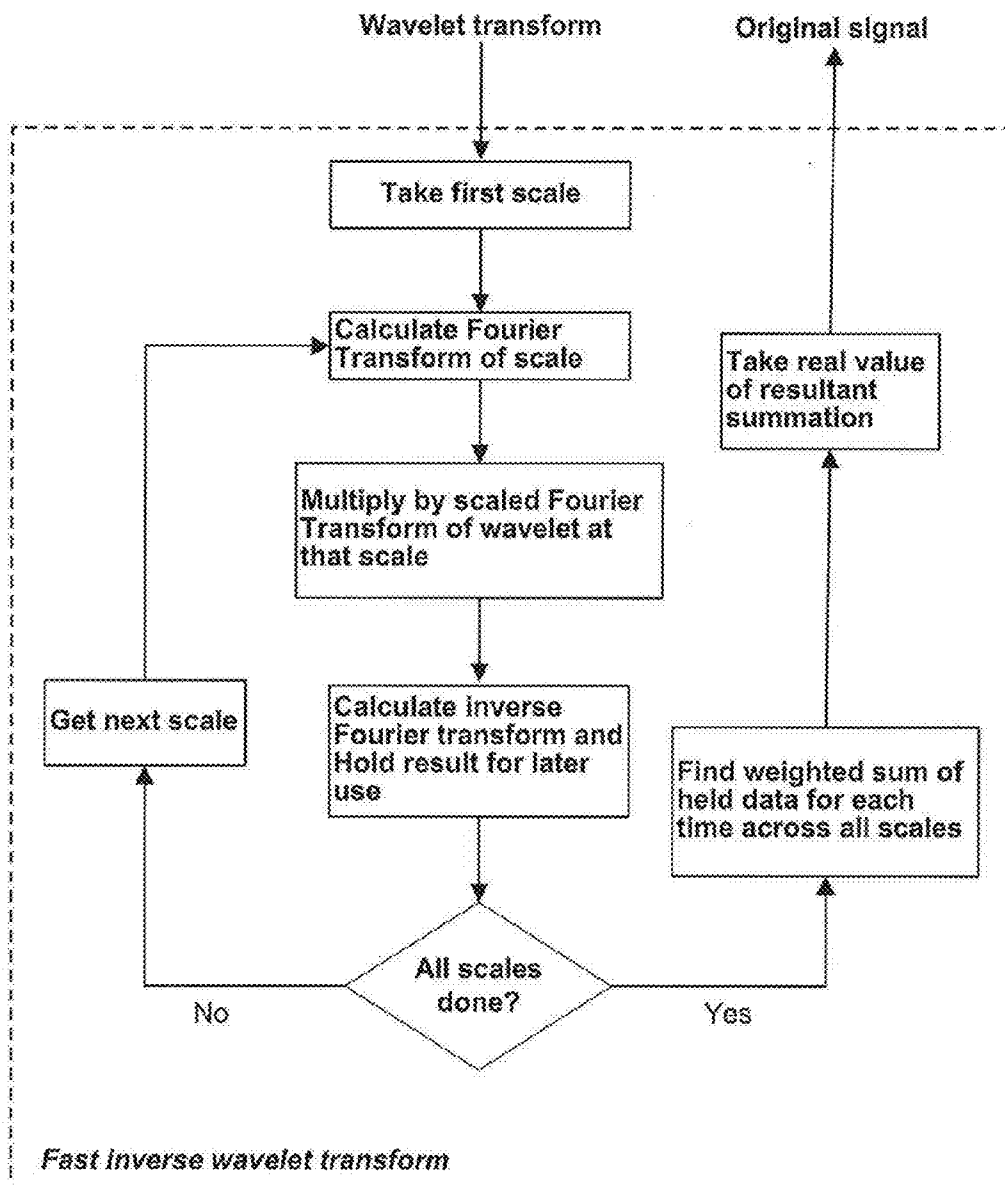 Wavelet transform
Original signal
Take first scale
Calculate Fourier
Transform of scale
Multiply by scaled Fourier
Transform of wavelet at
that scale
Calculate inverse
Fourier transform and
Hold result for later
use
All scales
done?
No
Yes
Get next scale
Find weighted sum of
held data for each
time across all scales
Take real value
of resultant
summation
Fast inverse wavelet transform